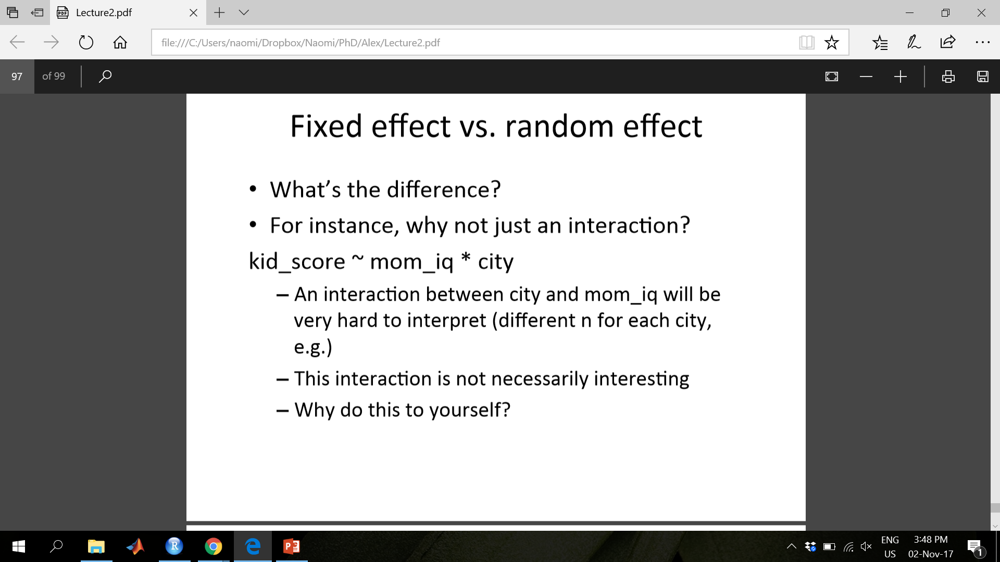 Lecture2.pdf
file:///C:/Users/naomi/Dropbox/Naomi/PhD/Alex/Lecture2.pdf
97 of 99
Fixed effect vs. random effect
• What’s the difference?
• For instance, why not just an interaction?
kid_score ~ mom_iq * city
– An interaction between city and mom_iq will be
very hard to interpret (different n for each city,
e.g.)
– This interaction is not necessarily interesting
– Why do this to yourself?
ENG 3:48 PM
US 02-Nov-17
1